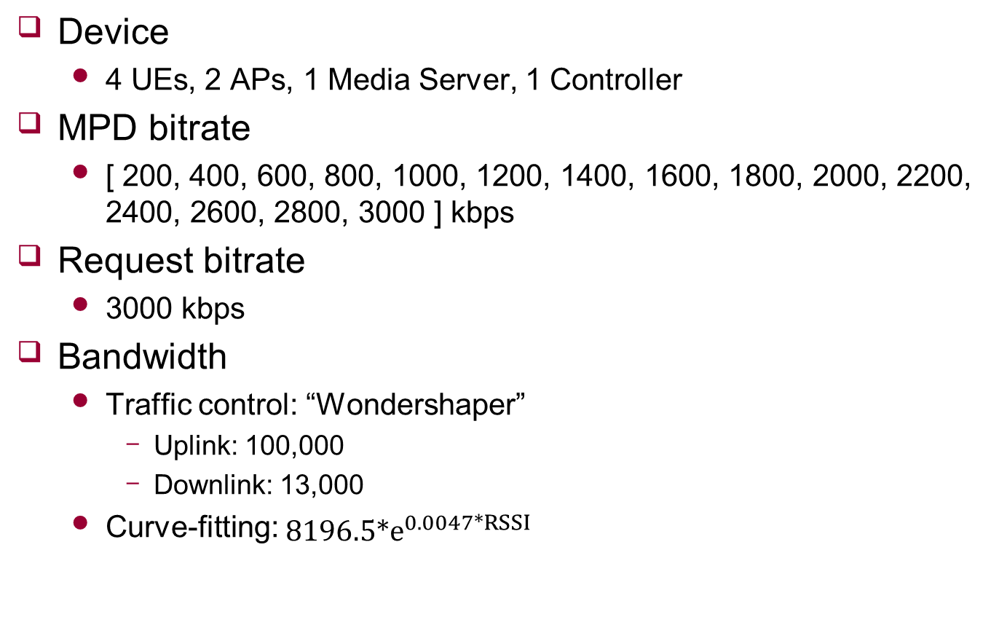 Device
4 UEs, 2 APs, 1 Media Server, 1 Controller
MPD bitrate
[ 200, 400, 600, 800, 1000, 1200, 1400, 1600, 1800, 2000, 2200,
2400, 2600, 2800, 3000 ] kbps
Request bitrate
3000 kbps
Bandwidth
Traffic control: “Wondershaper”
– Uplink: 100,000
– Downlink: 13,000
Curve-fitting: 8196.5*e^0.0047*RSSI